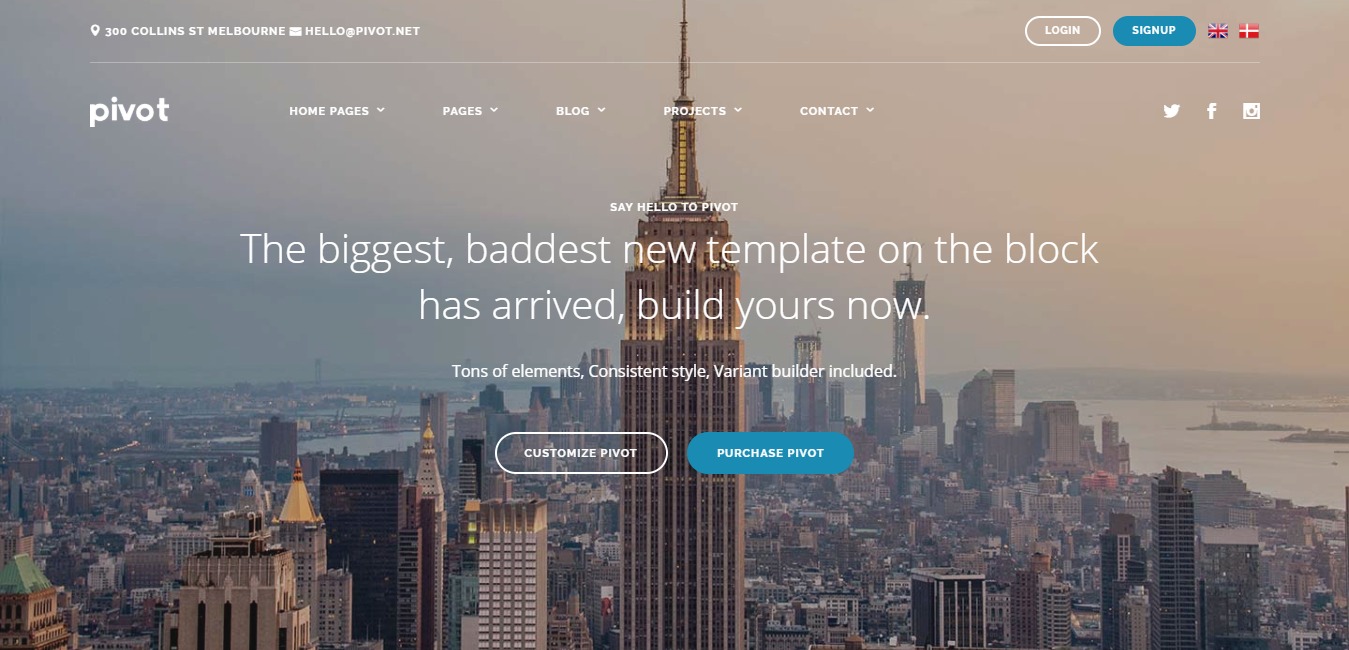 300 COLLINS ST MELBOURNE HELLO@PIVOT.NET
LOGIN SIGNUP
pivot HOME PAGES PAGES BLOG PROJECTS CONTACT
SAY HELLO TO PIVOT
The biggest, baddest new template on the block
has arrived, build yours now.
Tons of elements, Consistent style, Variant builder included.
CUSTOMIZE PIVOT PURCHASE PIVOT